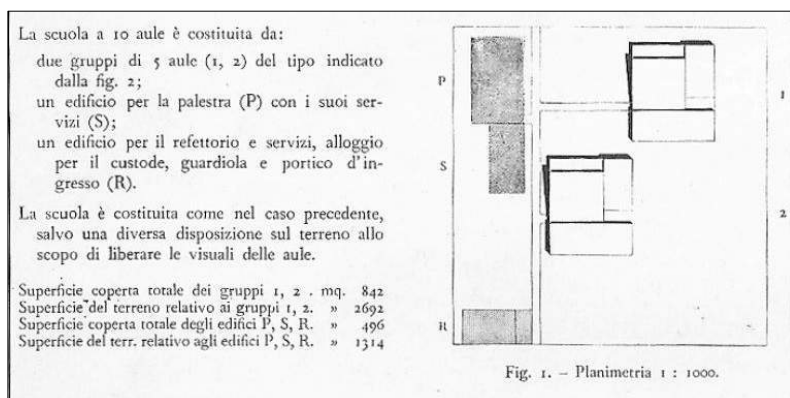 La scuola a 10 aule è costituita da:
due gruppi di 5 aule (1, 2) del tipo indicato
dalla fig. 2;
un edificio per la palestra (P) con i suoi ser-
vizi (S);
un edificio per il refettorio e servizi, alloggio
per il custode, guardiola e portico d'in-
gresso (R).
La scuola è costituita come nel caso precedente,
salvo una diversa disposizione sul terreno allo
scopo di liberare le visuali delle aule.
Superficie coperta totale dei gruppi 1, 2 . mq. 842
Superficie del terreno relativo ai gruppi 1, 2. » 2692
Superficie coperta totale degli edifici P, S, R. » 496
Superficie del terr. relativo agli edifici P, S, R. » 1314
P
1
S
2
R
Fig. 1. – Planimetria 1 : 1000.